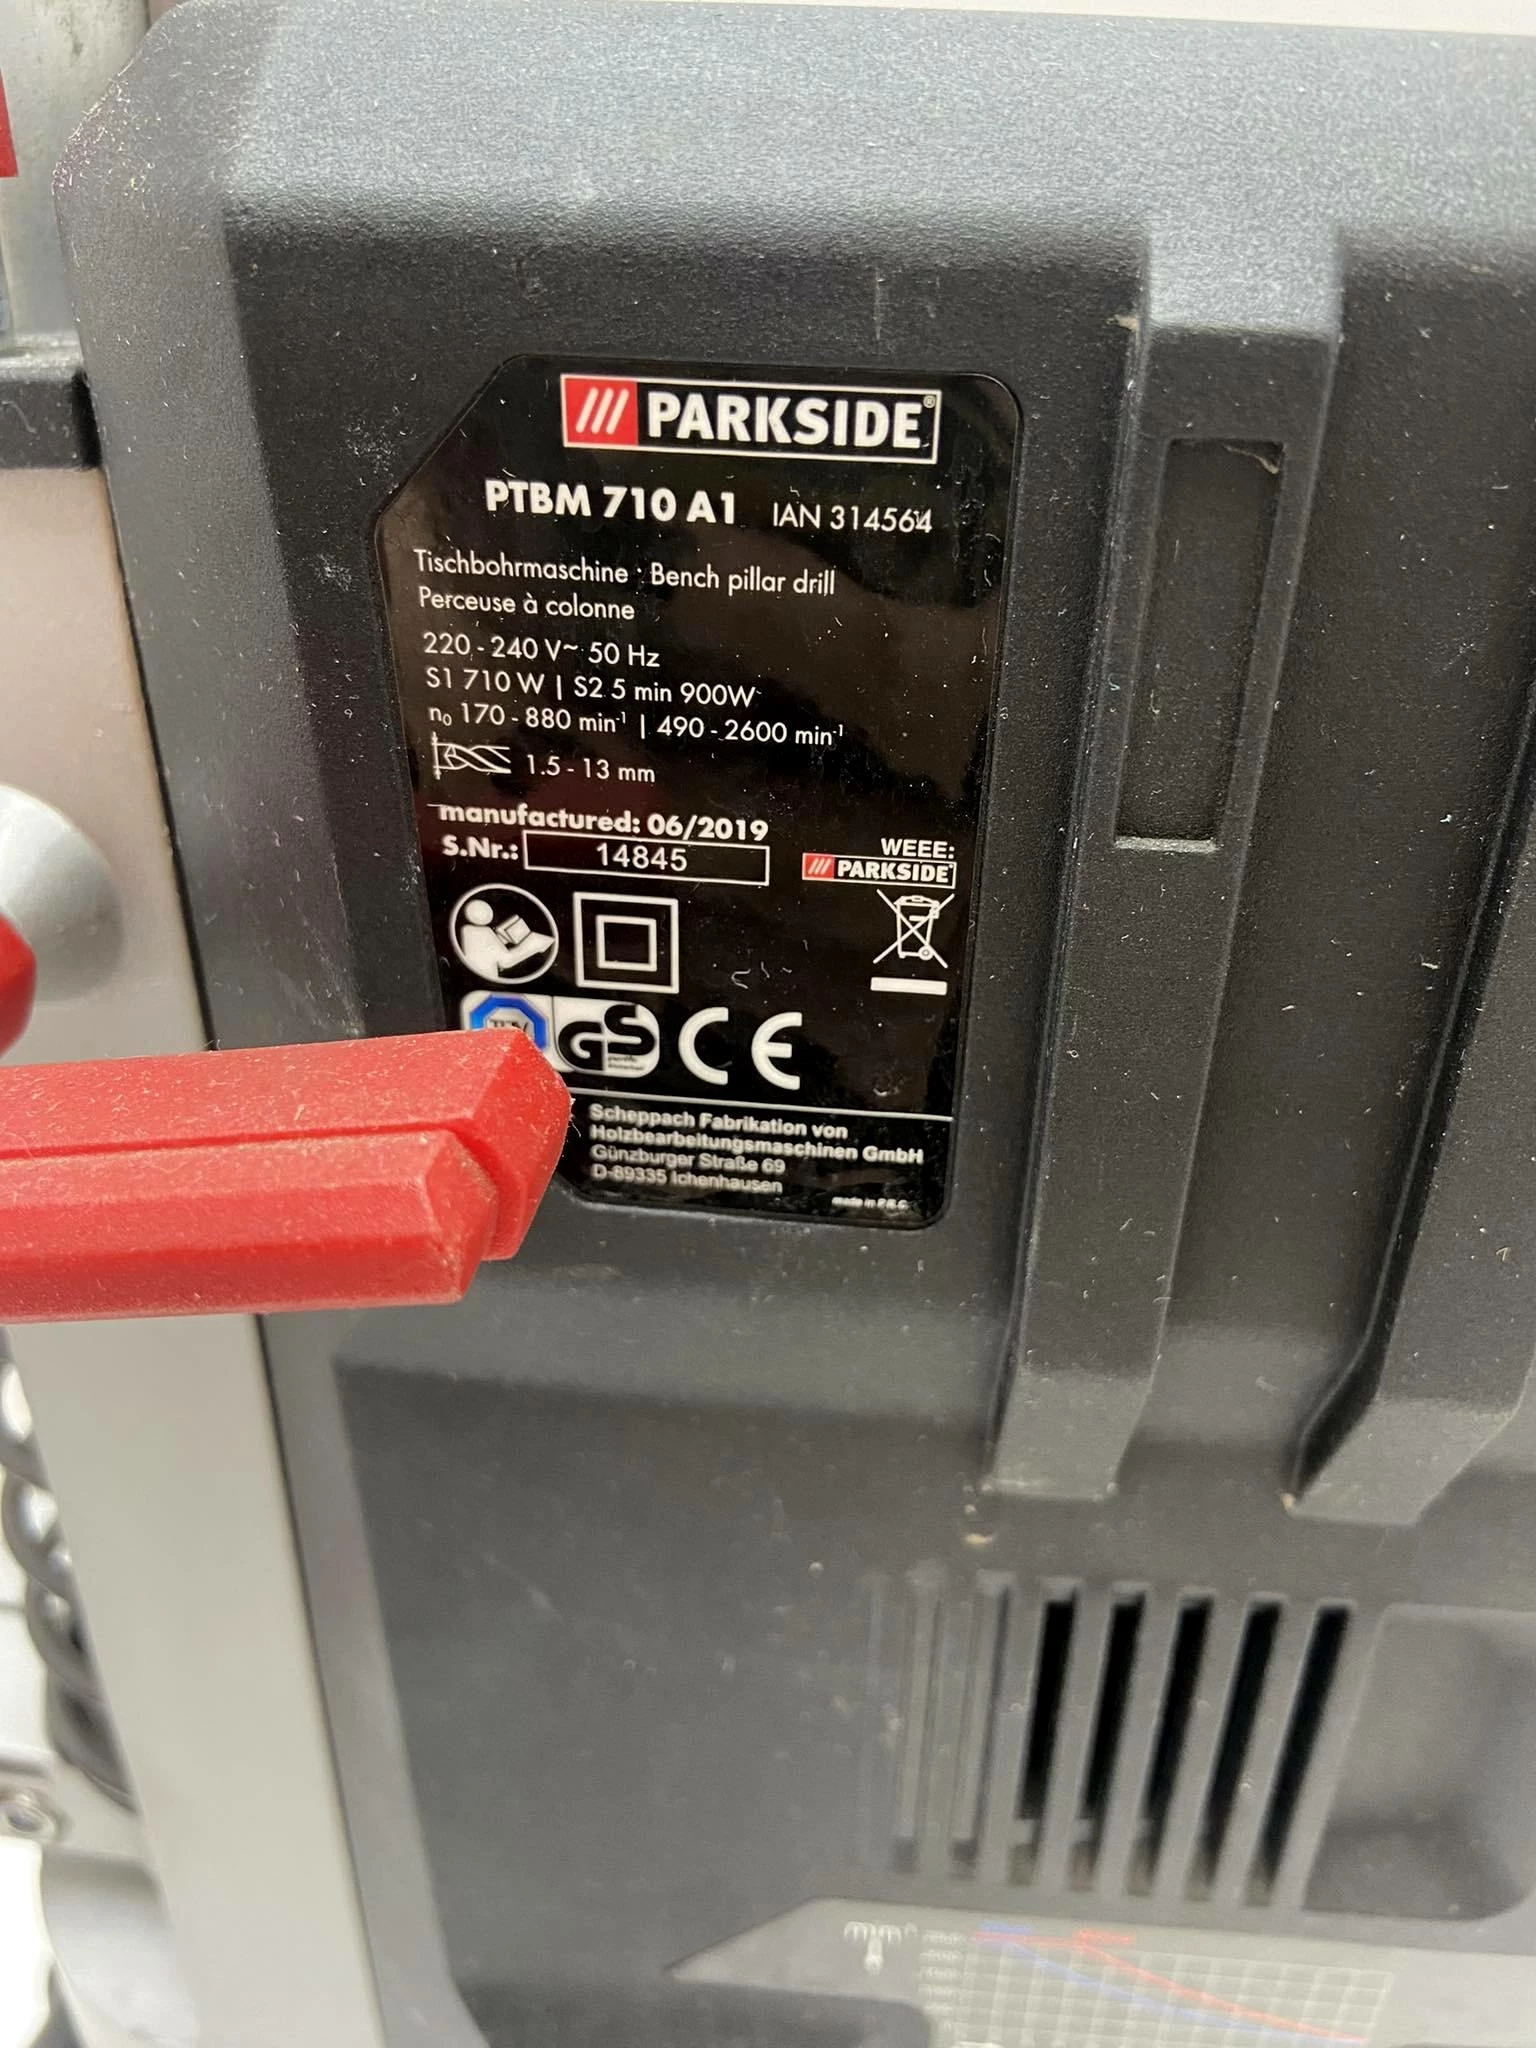 PARKSIDE®
PTBM 710 A1 IAN 314564
Tischbohrmaschine · Bench pillar drill
Perceuse à colonne
220 - 240 V~ 50 Hz
S1 710 W | S2 5 min 900W
n₀ 170 - 880 min⁻¹ | 490 - 2600 min⁻¹
1.5 - 13 mm
manufactured: 06/2019
S.Nr.: 14845
WEEE:
PARKSIDE
GS CE
Scheppach Fabrikation von
Holzbearbeitungsmaschinen GmbH
Günzburger Straße 69
D-89335 Ichenhausen
made in P.R.C.